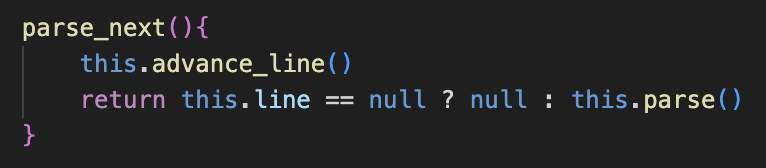 parse_next(){
    this.advance_line()
    return this.line == null ? null : this.parse()
}